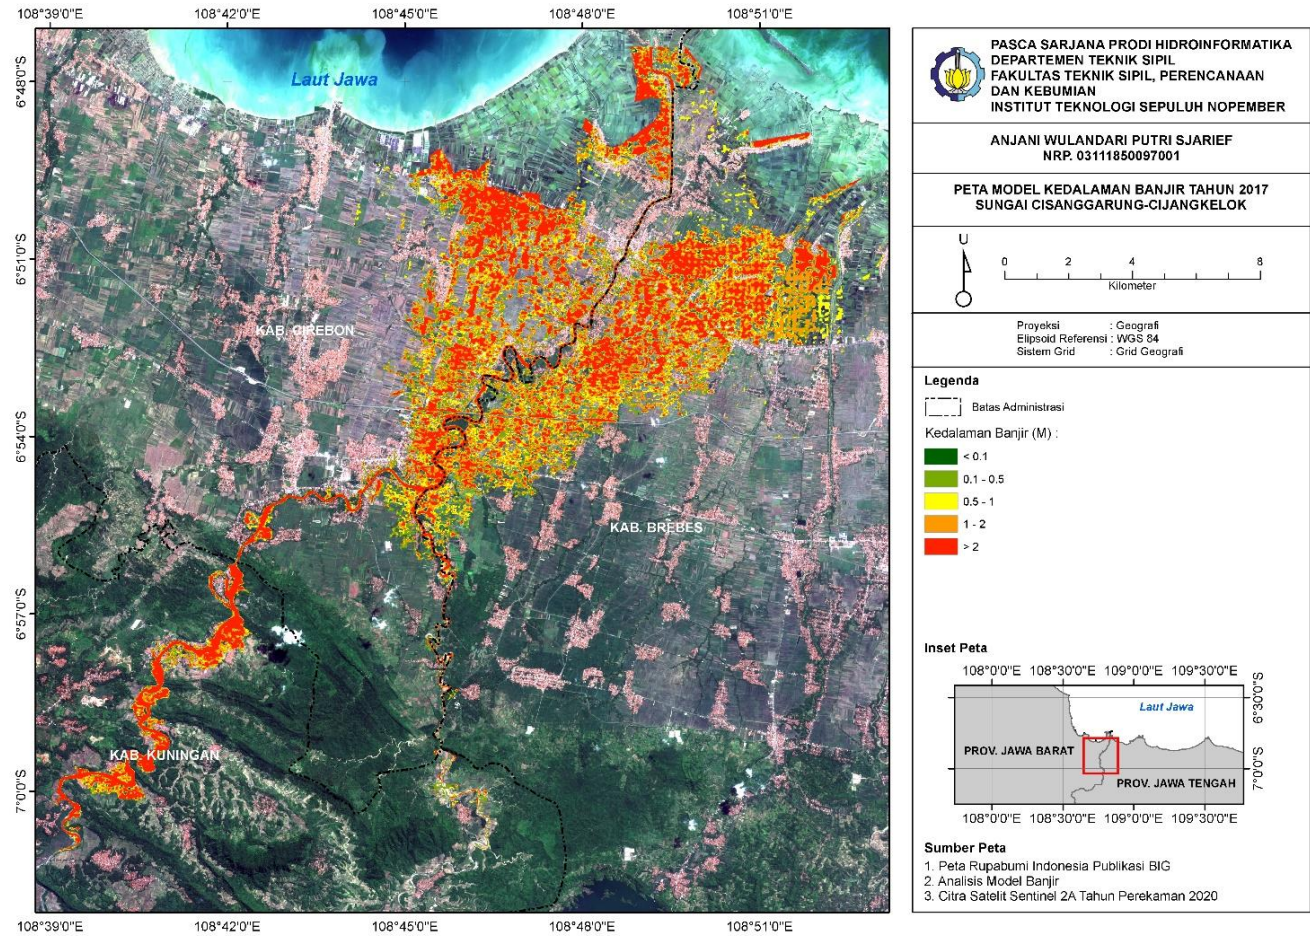 108°39'0"E 108°42'0"E 108°45'0"E 108°48'0"E 108°51'0"E
6°48'0"S
6°51'0"S
6°54'0"S
6°57'0"S
7°0'0"S
Laut Jawa
KAB. CIREBON
KAB. BREBES
KAB. KUNINGAN
108°39'0"E 108°42'0"E 108°45'0"E 108°48'0"E 108°51'0"E
PASCA SARJANA PRODI HIDROINFORMATIKA
DEPARTEMEN TEKNIK SIPIL
FAKULTAS TEKNIK SIPIL, PERENCANAAN
DAN KEBUMIAN
INSTITUT TEKNOLOGI SEPULUH NOPEMBER
ANJANI WULANDARI PUTRI SJARIEF
NRP. 03111850097001
PETA MODEL KEDALAMAN BANJIR TAHUN 2017
SUNGAI CISANGGARUNG-CIJANGKELOK
U
0 2 4 6 8
Kilometer
Proyeksi : Geografi
Elipsoid Referensi : WGS 84
Sistem Grid : Grid Geografi
Legenda
Batas Administrasi
Kedalaman Banjir (M) :
< 0.1
0.1 - 0.5
0.5 - 1
1 - 2
> 2
Inset Peta
108°0'0"E 108°30'0"E 109°0'0"E 109°30'0"E
6°30'0"S
7°0'0"S
Laut Jawa
PROV. JAWA BARAT
PROV. JAWA TENGAH
108°0'0"E 108°30'0"E 109°0'0"E 109°30'0"E
Sumber Peta
1. Peta Rupabumi Indonesia Publikasi BIG
2. Analisis Model Banjir
3. Citra Satelit Sentinel 2A Tahun Perekaman 2020